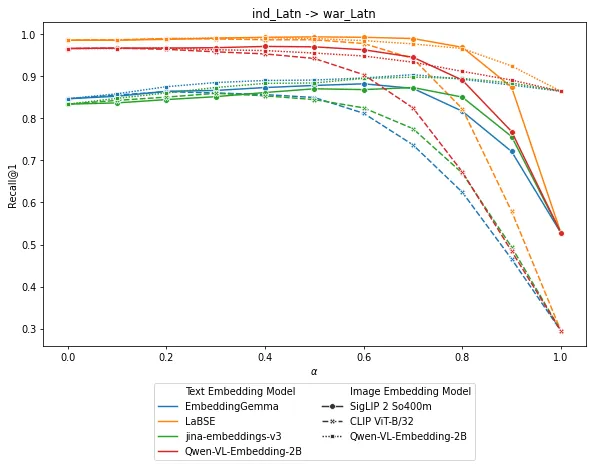 ind_Latn -> war_Latn
1.0
0.9
0.8
0.7
0.6
0.5
0.4
0.3
Recall@1
0.0 0.2 0.4 0.6 0.8 1.0
α
Text Embedding Model Image Embedding Model
EmbeddingGemma SigLIP 2 So400m
LaBSE CLIP ViT-B/32
jina-embeddings-v3 Qwen-VL-Embedding-2B
Qwen-VL-Embedding-2B